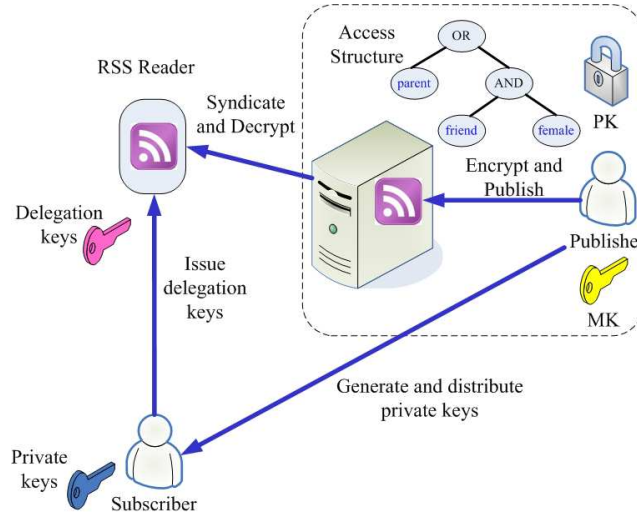 Access
Structure
OR
parent
AND
friend
female
PK
RSS Reader
Syndicate
and Decrypt
Encrypt and
Publish
Publisher
MK
Delegation
keys
Issue
delegation
keys
Generate and distribute
private keys
Private
keys
Subscriber